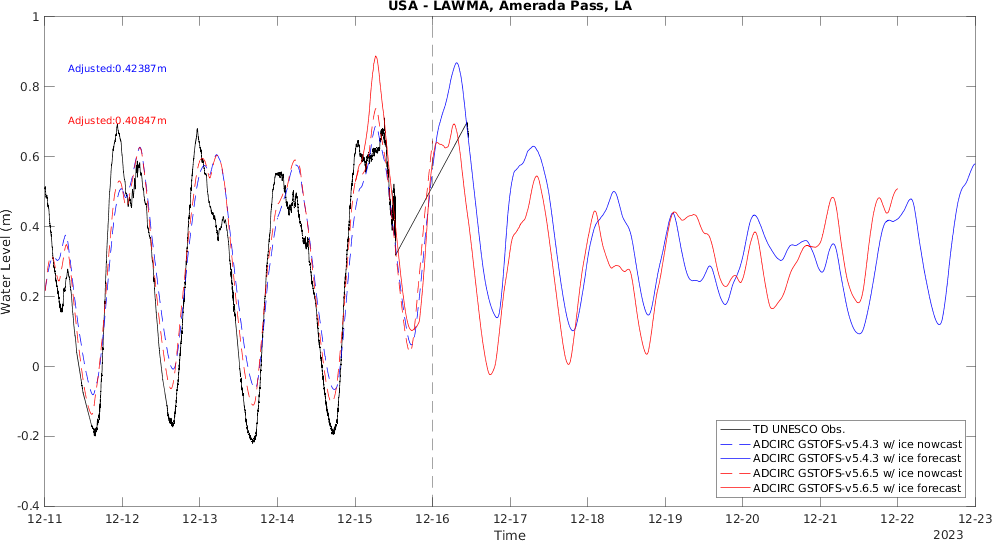 USA - LAWMA, Amerada Pass, LA
1
Adjusted:0.42387m
0.8
Adjusted:0.40847m
0.6
0.4
0.2
0
-0.2
-0.4
Water Level (m)
TD UNESCO Obs.
ADCIRC GSTOFS-v5.4.3 w/ ice nowcast
ADCIRC GSTOFS-v5.4.3 w/ ice forecast
ADCIRC GSTOFS-v5.6.5 w/ ice nowcast
ADCIRC GSTOFS-v5.6.5 w/ ice forecast
12-11 12-12 12-13 12-14 12-15 12-16 12-17 12-18 12-19 12-20 12-21 12-22 12-23
Time
2023